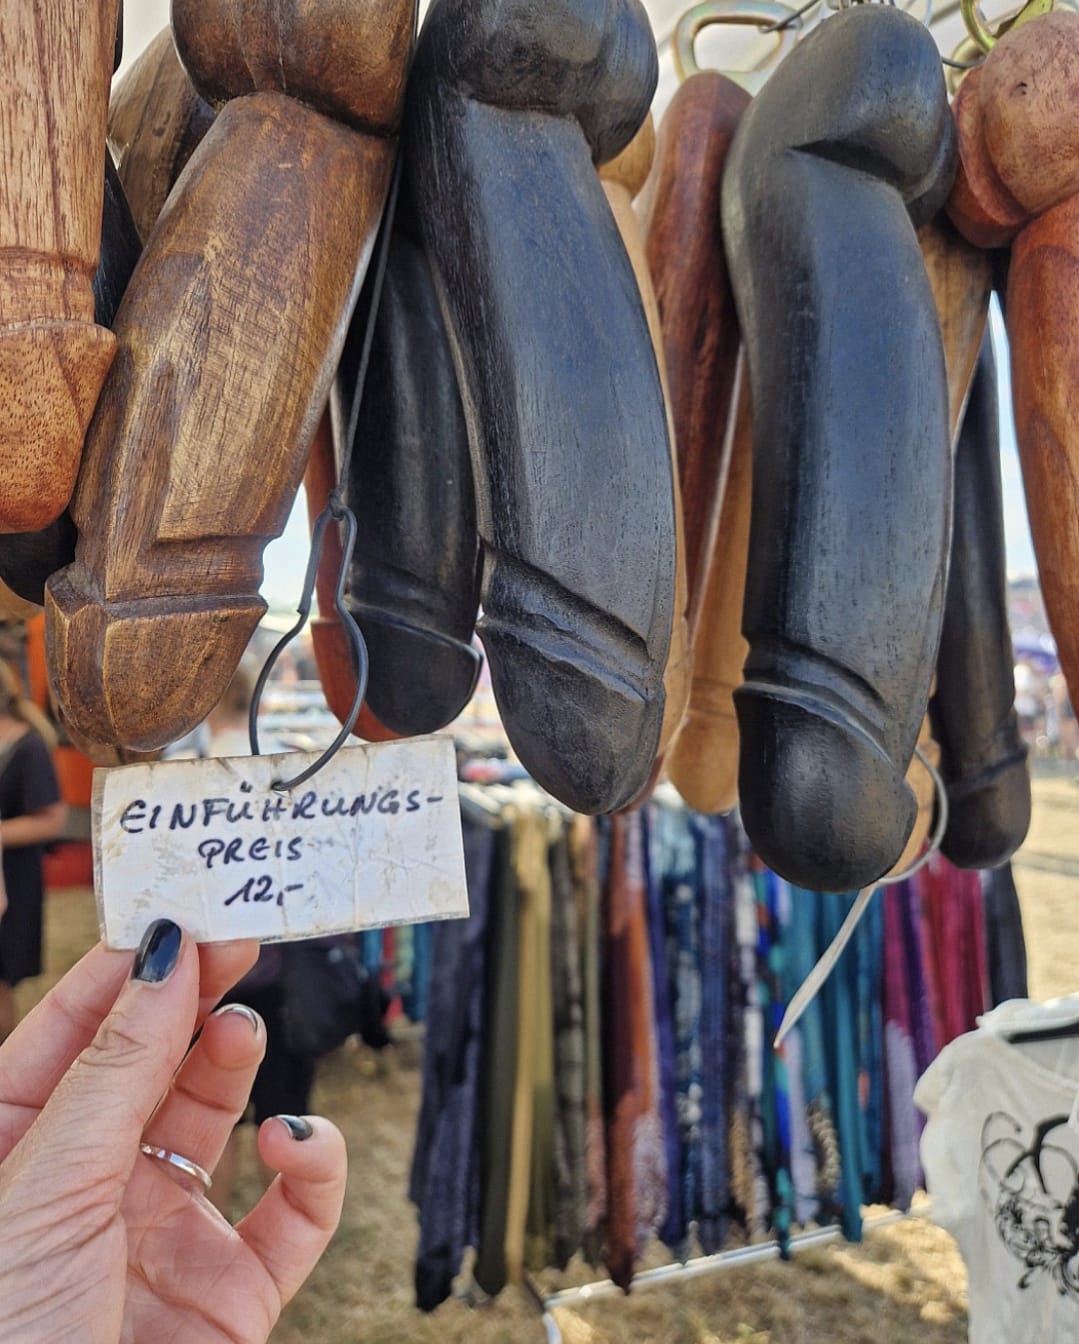 EINFÜHRUNGS-
PREIS
12,-